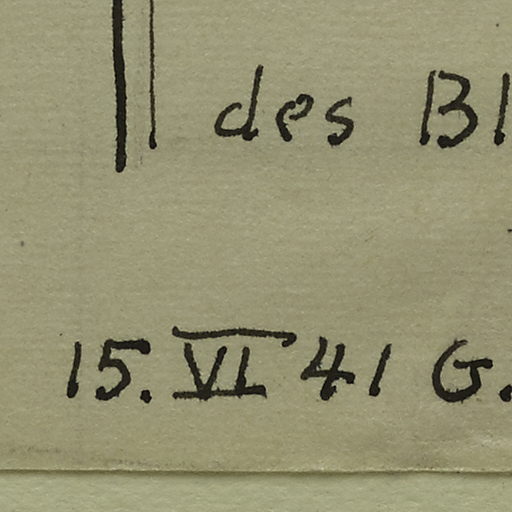 des Bl
15. VI 41 G.